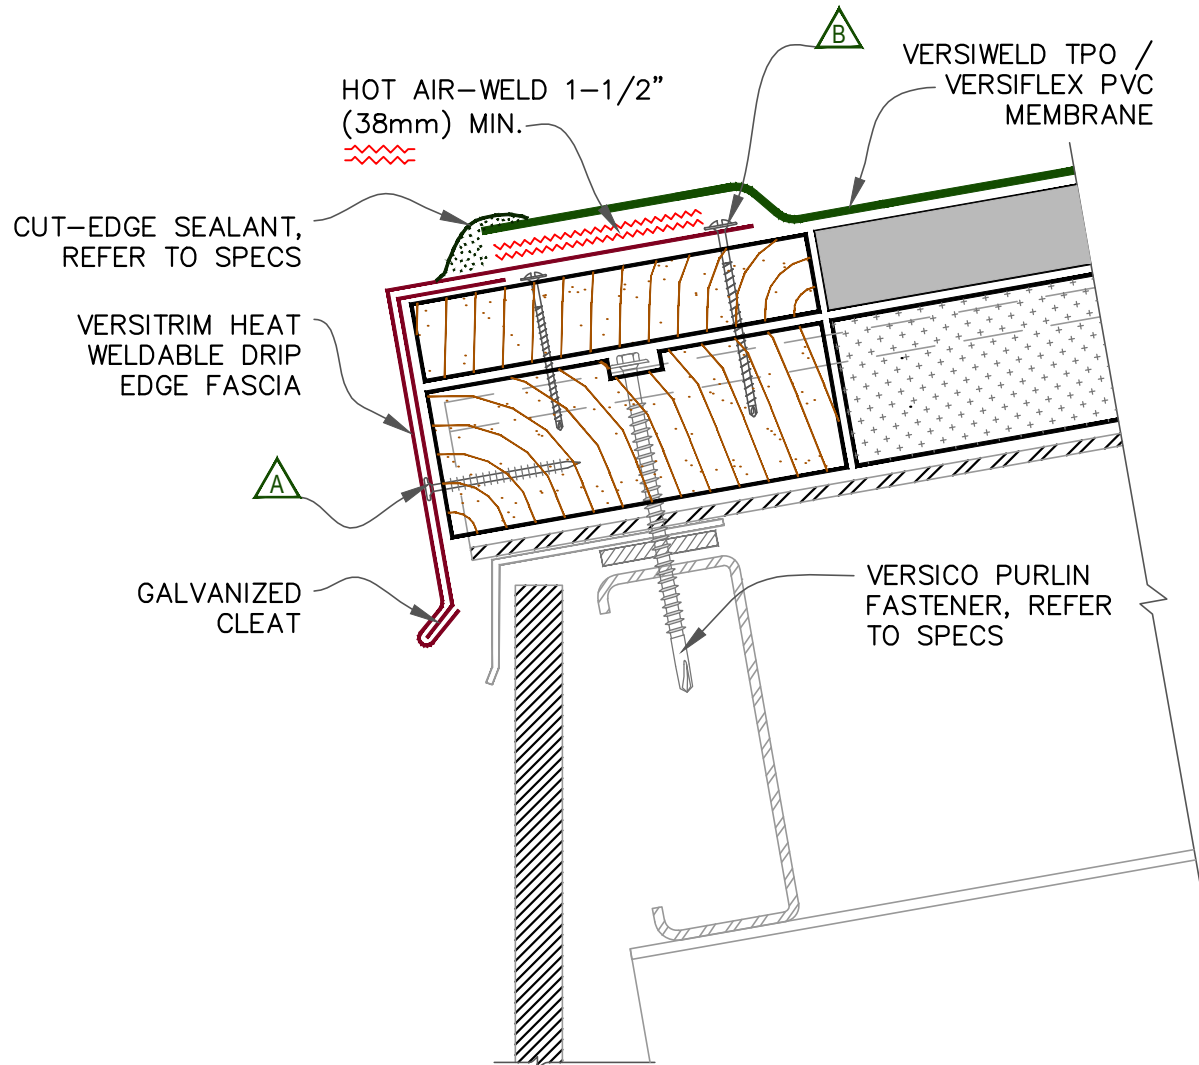 B
VERSIWELD TPO /
VERSIFLEX PVC
MEMBRANE
HOT AIR-WELD 1-1/2"
(38mm) MIN.
CUT-EDGE SEALANT,
REFER TO SPECS
VERSITRIM HEAT
WELDABLE DRIP
EDGE FASCIA
A
GALVANIZED
CLEAT
VERSICO PURLIN
FASTENER, REFER
TO SPECS